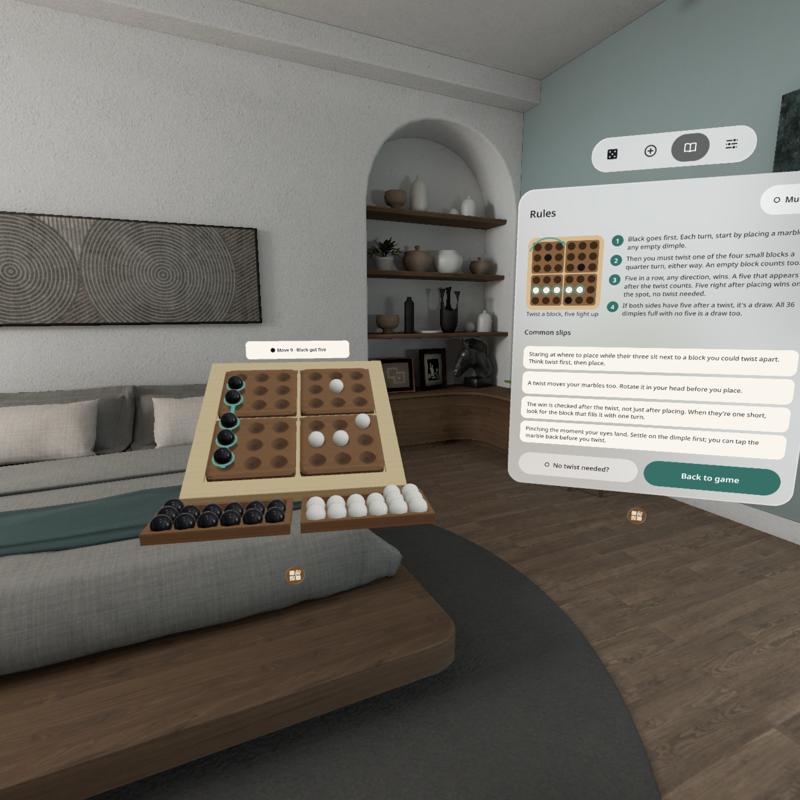 Move 9 · Black got five
Rules
Mu
1 Black goes first. Each turn, start by placing a marble
any empty dimple.
2 Then you must twist one of the four small blocks a
quarter turn, either way. An empty block counts too.
3 Five in a row, any direction, wins. A five that appears
after the twist counts. Five right after placing wins on
the spot, no twist needed.
4 If both sides have five after a twist, it's a draw. All 36
dimples full with no five is a draw too.
Twist a block, five light up
Common slips
Staring at where to place while their three sit next to a block you could twist apart.
Think twist first, then place.
A twist moves your marbles too. Rotate it in your head before you place.
The win is checked after the twist, not just after placing. When they're one short,
look for the block that fills it with one turn.
Pinching the moment your eyes land. Settle on the dimple first; you can tap the
marble back before you twist.
No twist needed?
Back to game